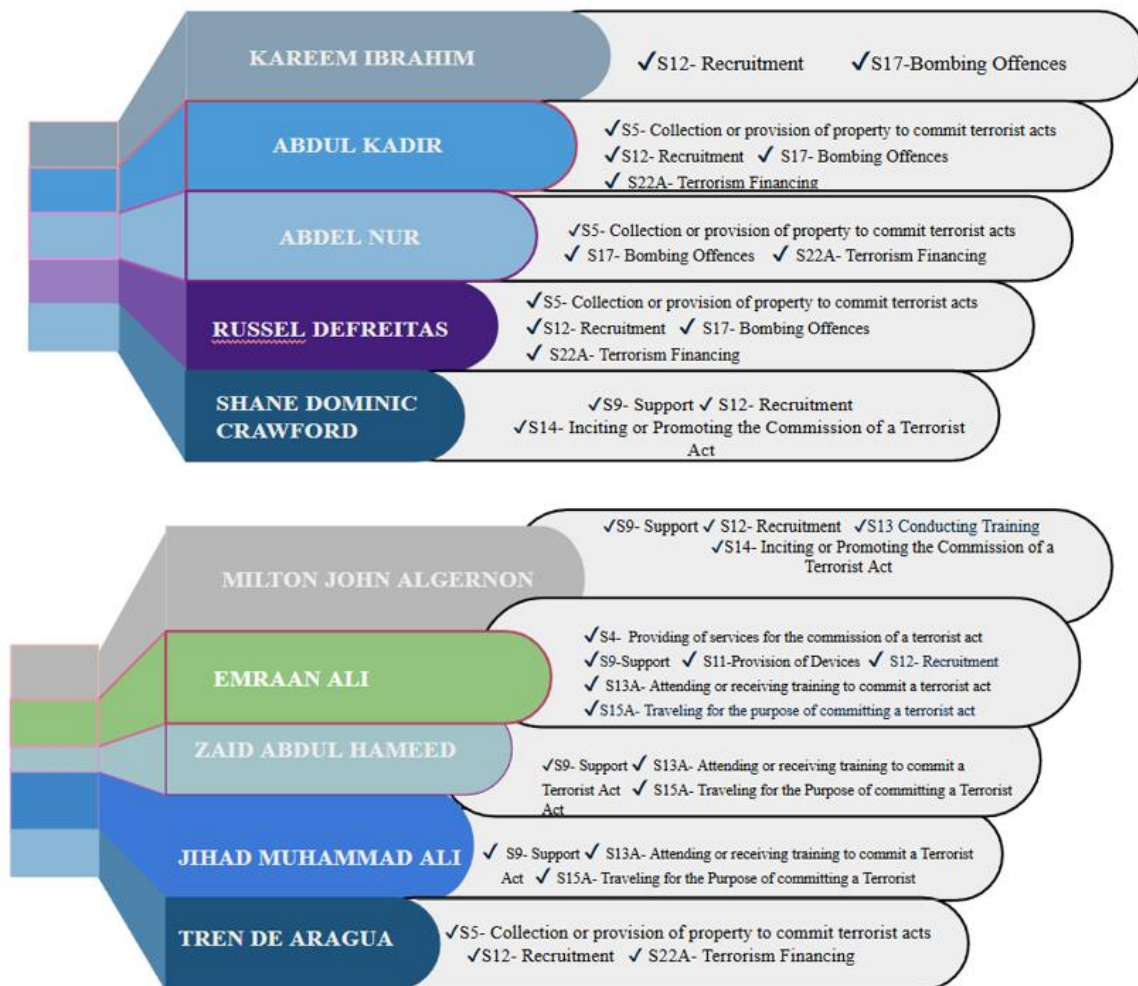 KAREEM IBRAHIM
✓S12- Recruitment ✓S17-Bombing Offences
ABDUL KADIR
✓S5- Collection or provision of property to commit terrorist acts
✓S12- Recruitment ✓ S17- Bombing Offences
✓ S22A- Terrorism Financing
ABDEL NUR
✓S5- Collection or provision of property to commit terrorist acts
✓ S17- Bombing Offences ✓ S22A- Terrorism Financing
RUSSEL DEFREITAS
✓S5- Collection or provision of property to commit terrorist acts
✓S12- Recruitment ✓ S17- Bombing Offences
✓ S22A- Terrorism Financing
SHANE DOMINIC
CRAWFORD
✓S9- Support ✓ S12- Recruitment
✓S14- Inciting or Promoting the Commission of a Terrorist
Act
MILTON JOHN ALGERNON
✓S9- Support ✓ S12- Recruitment ✓S13 Conducting Training
✓S14- Inciting or Promoting the Commission of a
Terrorist Act
EMRAAN ALI
✓S4- Providing of services for the commission of a terrorist act
✓S9-Support ✓ S11-Provision of Devices ✓ S12- Recruitment
✓ S13A- Attending or receiving training to commit a terrorist act
✓S15A- Traveling for the purpose of committing a terrorist act
ZAID ABDUL HAMEED
✓S9- Support ✓ S13A- Attending or receiving training to commit a
Terrorist Act ✓ S15A- Traveling for the Purpose of committing a Terrorist
Act
JIHAD MUHAMMAD ALI
✓ S9- Support ✓ S13A- Attending or receiving training to commit a Terrorist
Act ✓ S15A- Traveling for the Purpose of committing a Terrorist
TREN DE ARAGUA
✓S5- Collection or provision of property to commit terrorist acts
✓S12- Recruitment ✓ S22A- Terrorism Financing